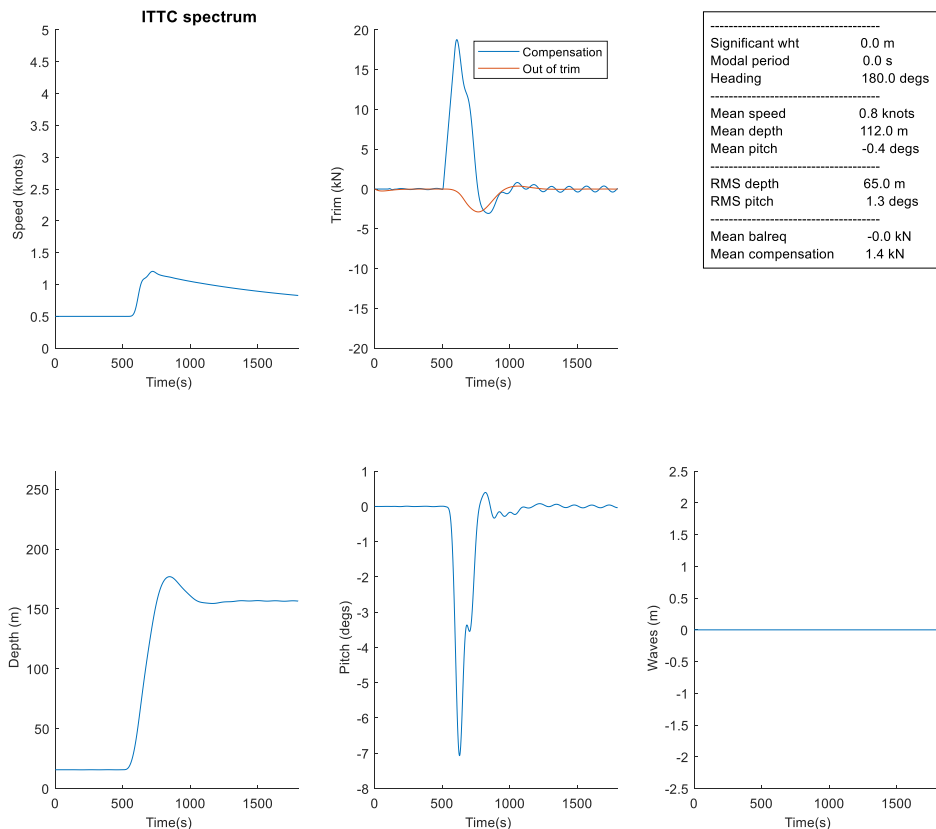 ITTC spectrum
5
4.5
4
3.5
3
2.5
2
1.5
1
0.5
0
Speed (knots)
0 500 1000 1500
Time(s)
20
15
10
5
0
-5
-10
-15
-20
Trim (kN)
Compensation
Out of trim
0 500 1000 1500
Time(s)
---------------------------------------
Significant wht 0.0 m
Modal period 0.0 s
Heading 180.0 degs
---------------------------------------
Mean speed 0.8 knots
Mean depth 112.0 m
Mean pitch -0.4 degs
---------------------------------------
RMS depth 65.0 m
RMS pitch 1.3 degs
---------------------------------------
Mean balreq -0.0 kN
Mean compensation 1.4 kN
250
200
150
100
50
0
Depth (m)
0 500 1000 1500
Time(s)
1
0
-1
-2
-3
-4
-5
-6
-7
-8
Pitch (degs)
0 500 1000 1500
Time(s)
2.5
2
1.5
1
0.5
0
-0.5
-1
-1.5
-2
-2.5
Waves (m)
0 500 1000 1500
Time(s)